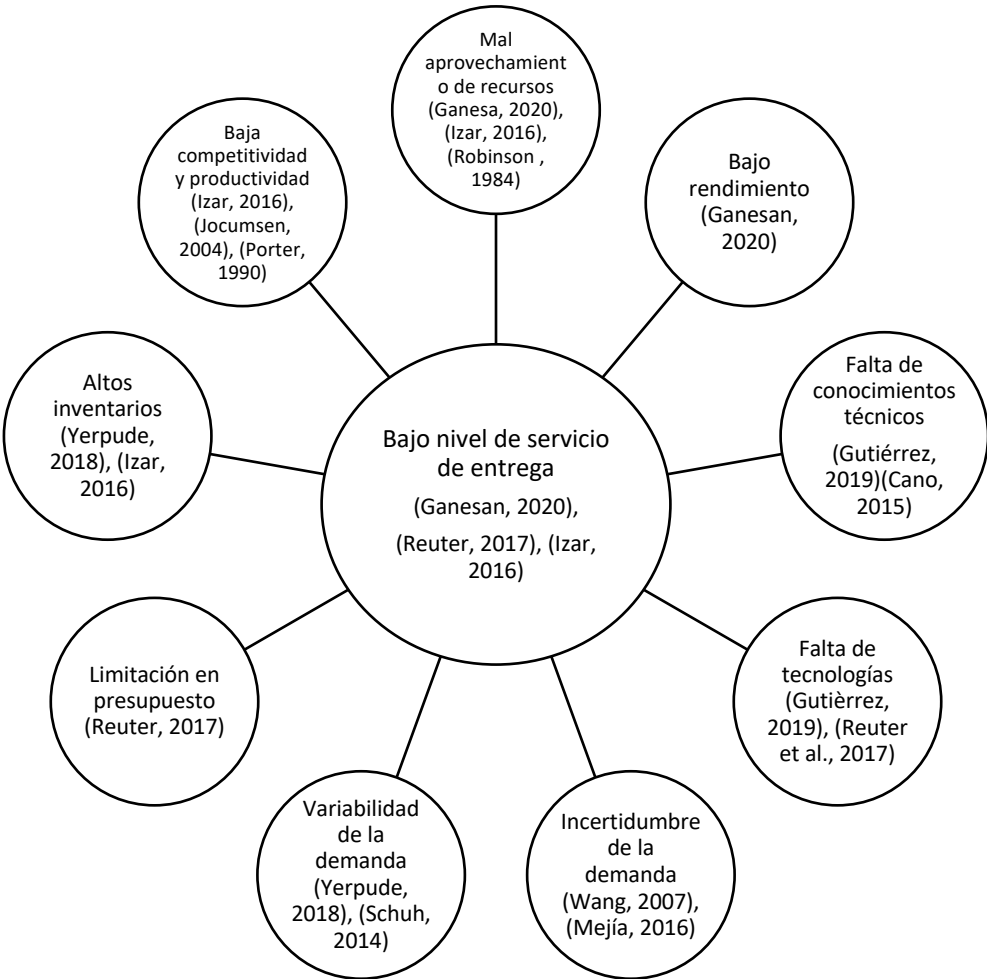 Mal
aprovechamient
o de recursos
(Ganesa, 2020),
(Izar, 2016),
(Robinson ,
1984)
Bajo
rendimiento
(Ganesan,
2020)
Falta de
conocimientos
técnicos
(Gutiérrez,
2019)(Cano,
2015)
Falta de
tecnologías
(Gutièrrez,
2019), (Reuter
et al., 2017)
Incertidumbre
de la
demanda
(Wang, 2007),
(Mejía, 2016)
Variabilidad
de la
demanda
(Yerpude,
2018), (Schuh,
2014)
Limitación en
presupuesto
(Reuter, 2017)
Altos
inventarios
(Yerpude,
2018), (Izar,
2016)
Baja
competitividad
y productividad
(Izar, 2016),
(Jocumsen,
2004), (Porter,
1990)
Bajo nivel de servicio
de entrega
(Ganesan, 2020),
(Reuter, 2017), (Izar,
2016)